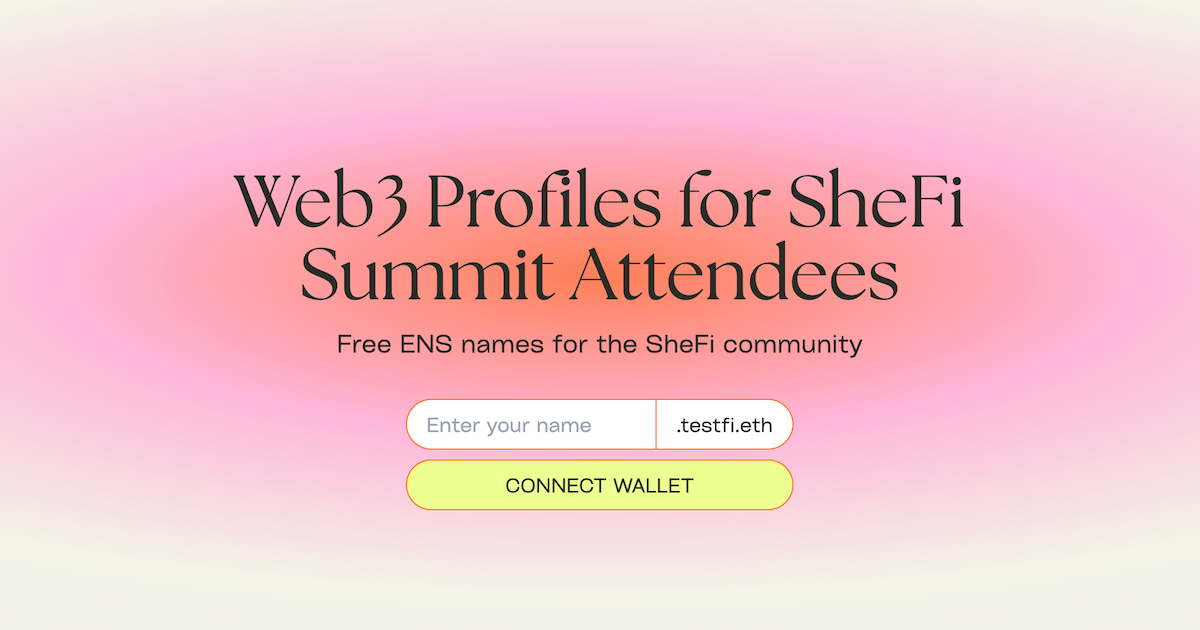 Web3 Profiles for SheFi
Summit Attendees
Free ENS names for the SheFi community
Enter your name
.testfi.eth
CONNECT WALLET